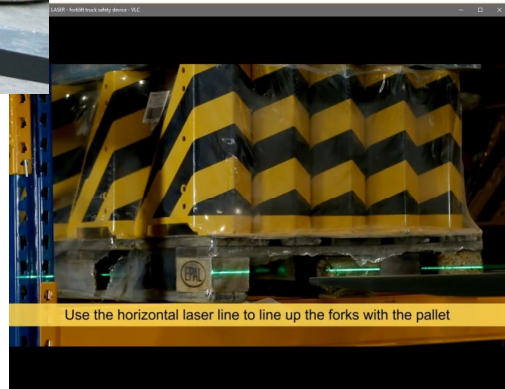 LASER - Forklift truck safety device - VLC
EPAL
Use the horizontal laser line to line up the forks with the pallet